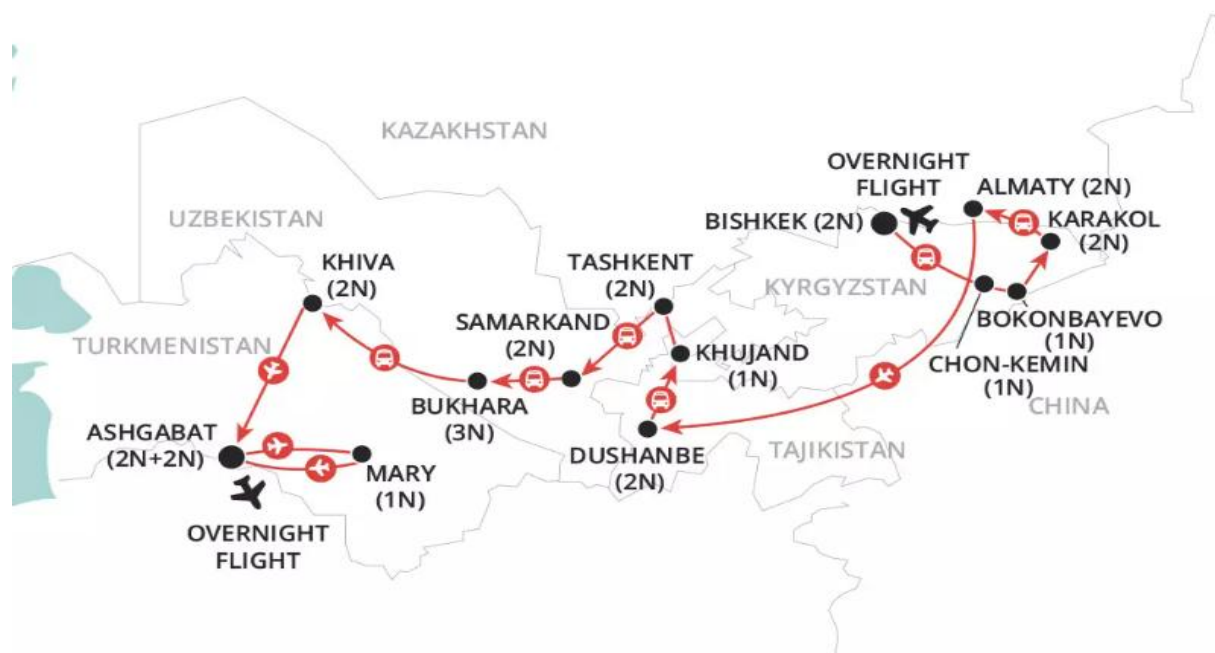 KAZAKHSTAN
OVERNIGHT
FLIGHT
ALMATY (2N)
BISHKEK (2N)
KARAKOL
(2N)
UZBEKISTAN
KHIVA
(2N)
TASHKENT
(2N)
KYRGYZSTAN
SAMARKAND
(2N)
BOKONBAYEVO
(1N)
TURKMENISTAN
KHUJAND
(1N)
CHON-KEMIN
(1N)
BUKHARA
(3N)
CHINA
ASHGABAT
(2N+2N)
MARY
(1N)
DUSHANBE
(2N)
TAJIKISTAN
OVERNIGHT
FLIGHT